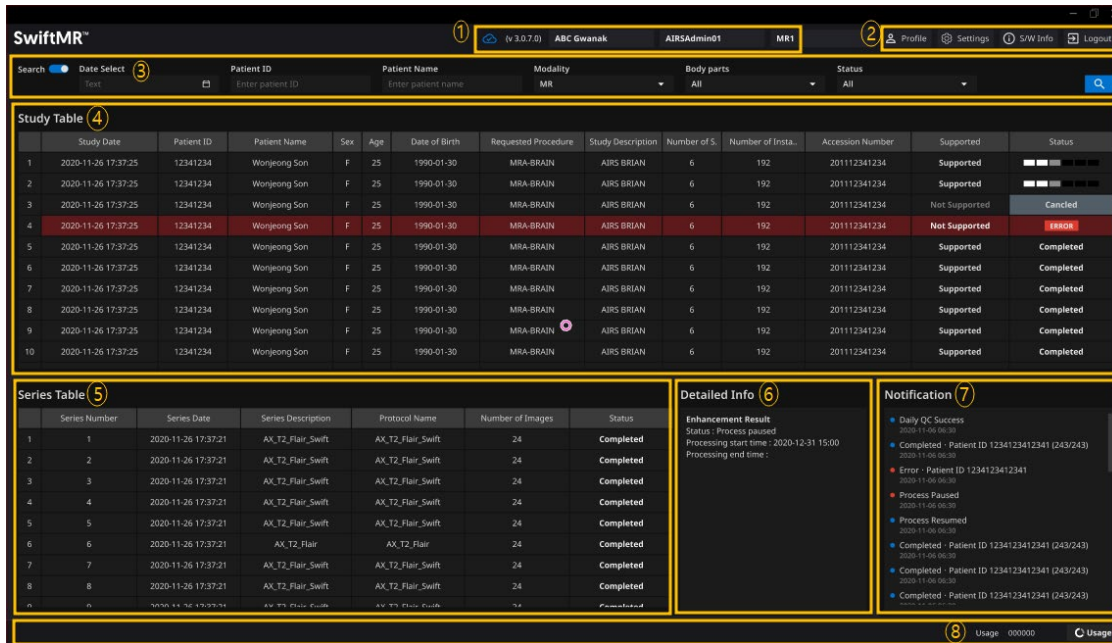 SwiftMR™
① (v 3.0.7.0) ABC Gwanak AIRSAdmin01 MR1 ② Profile Settings S/W Info Logout
Search Date Select ③ Patient ID Patient Name Modality Body parts Status
Text Enter patient ID Enter patient name MR All All
Study Table ④
Study Date Patient ID Patient Name Sex Age Date of Birth Requested Procedure Study Description Number of S. Number of Insta.. Accession Number Supported Status
1 2020-11-26 17:37:25 12341234 Wonjeong Son F 25 1990-01-30 MRA-BRAIN AIRS BRIAN 6 192 201112341234 Supported
2 2020-11-26 17:37:25 12341234 Wonjeong Son F 25 1990-01-30 MRA-BRAIN AIRS BRIAN 6 192 201112341234 Supported
3 2020-11-26 17:37:25 12341234 Wonjeong Son F 25 1990-01-30 MRA-BRAIN AIRS BRIAN 6 192 201112341234 Not Supported Cancled
4 2020-11-26 17:37:25 12341234 Wonjeong Son F 25 1990-01-30 MRA-BRAIN AIRS BRIAN 6 192 201112341234 Not Supported ERROR
5 2020-11-26 17:37:25 12341234 Wonjeong Son F 25 1990-01-30 MRA-BRAIN AIRS BRIAN 6 192 201112341234 Supported Completed
6 2020-11-26 17:37:25 12341234 Wonjeong Son F 25 1990-01-30 MRA-BRAIN AIRS BRIAN 6 192 201112341234 Supported Completed
7 2020-11-26 17:37:25 12341234 Wonjeong Son F 25 1990-01-30 MRA-BRAIN AIRS BRIAN 6 192 201112341234 Supported Completed
8 2020-11-26 17:37:25 12341234 Wonjeong Son F 25 1990-01-30 MRA-BRAIN AIRS BRIAN 6 192 201112341234 Supported Completed
9 2020-11-26 17:37:25 12341234 Wonjeong Son F 25 1990-01-30 MRA-BRAIN AIRS BRIAN 6 192 201112341234 Supported Completed
10 2020-11-26 17:37:25 12341234 Wonjeong Son F 25 1990-01-30 MRA-BRAIN AIRS BRIAN 6 192 201112341234 Supported Completed
Series Table ⑤
Series Number Series Date Series Description Protocol Name Number of Images Status
1 1 2020-11-26 17:37:21 AX_T2_Flair_Swift AX_T2_Flair_Swift 24 Completed
2 2 2020-11-26 17:37:21 AX_T2_Flair_Swift AX_T2_Flair_Swift 24 Completed
3 3 2020-11-26 17:37:21 AX_T2_Flair_Swift AX_T2_Flair_Swift 24 Completed
4 4 2020-11-26 17:37:21 AX_T2_Flair_Swift AX_T2_Flair_Swift 24 Completed
5 5 2020-11-26 17:37:21 AX_T2_Flair_Swift AX_T2_Flair_Swift 24 Completed
6 6 2020-11-26 17:37:21 AX_T2_Flair AX_T2_Flair 24 Completed
7 7 2020-11-26 17:37:21 AX_T2_Flair_Swift AX_T2_Flair_Swift 24 Completed
8 8 2020-11-26 17:37:21 AX_T2_Flair_Swift AX_T2_Flair_Swift 24 Completed
Detailed Info ⑥
Enhancement Result
Status : Process paused
Processing start time : 2020-12-31 15:00
Processing end time :
Notification ⑦
Daily QC Success
2020-11-06 06:30
Completed · Patient ID 1234123412341 (243/243)
2020-11-06 06:30
Error · Patient ID 1234123412341
2020-11-06 06:30
Process Paused
2020-11-06 06:30
Process Resumed
2020-11-06 06:30
Completed · Patient ID 1234123412341 (243/243)
2020-11-06 06:30
Completed · Patient ID 1234123412341 (243/243)
2020-11-06 06:30
Completed · Patient ID 1234123412341 (243/243)
⑧ Usage 000000 Usage